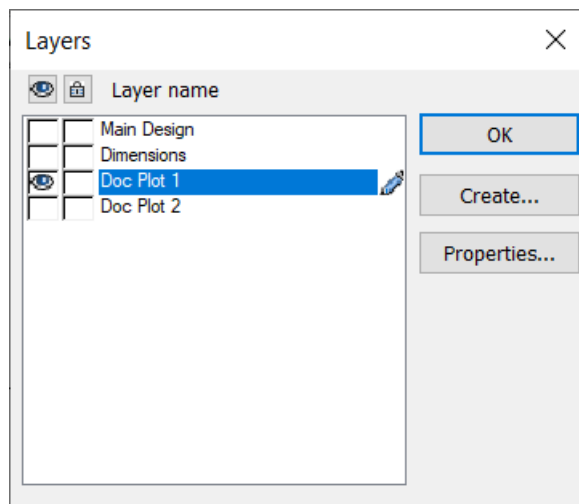 Layers
Layer name
Main Design
Dimensions
Doc Plot 1
Doc Plot 2
OK
Create...
Properties...